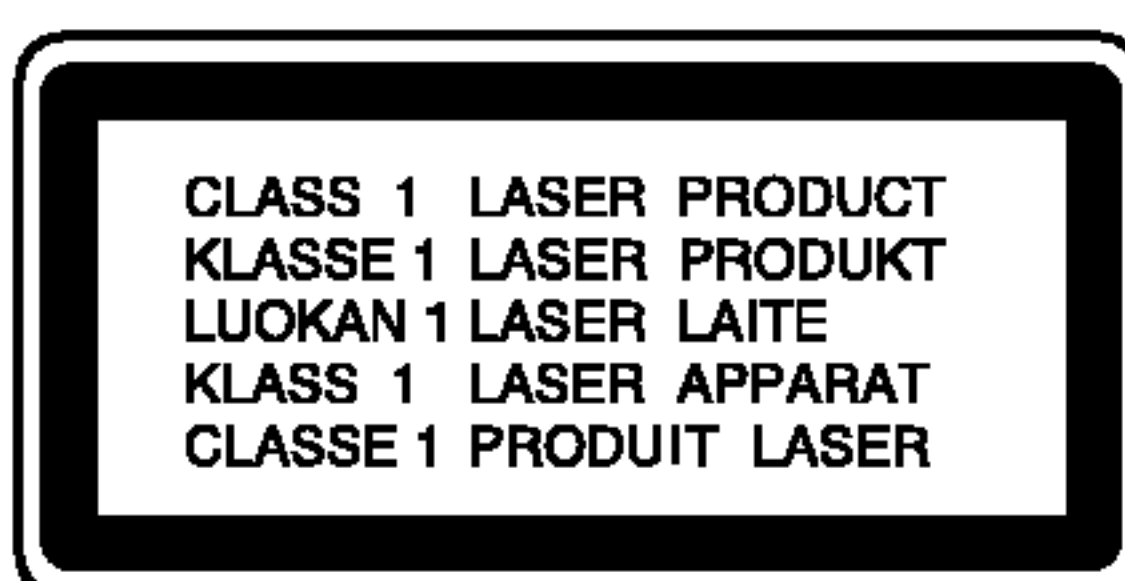 CLASS 1 LASER PRODUCT
KLASSE 1 LASER PRODUKT
LUOKAN 1 LASER LAITE
KLASS 1 LASER APPARAT
CLASSE 1 PRODUIT LASER